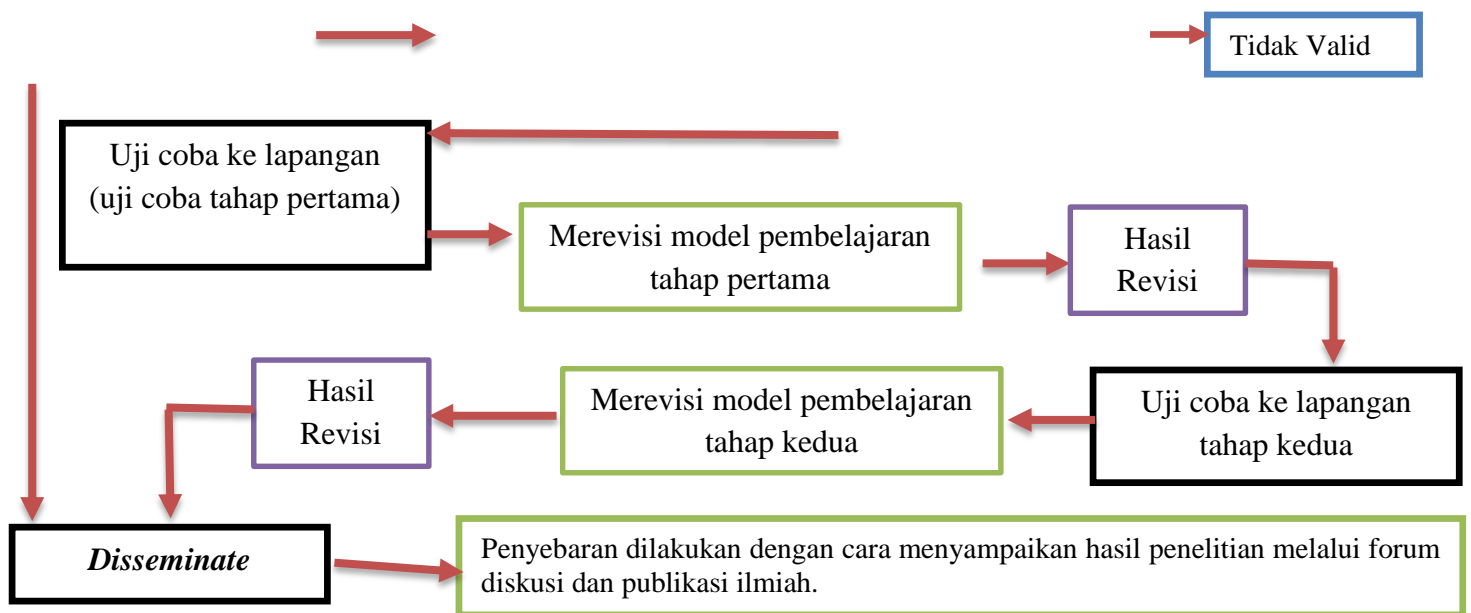 Tidak Valid
Uji coba ke lapangan
(uji coba tahap pertama)
Merevisi model pembelajaran
tahap pertama
Hasil
Revisi
Hasil
Revisi
Merevisi model pembelajaran
tahap kedua
Uji coba ke lapangan
tahap kedua
Disseminate
Penyebaran dilakukan dengan cara menyampaikan hasil penelitian melalui forum
diskusi dan publikasi ilmiah.